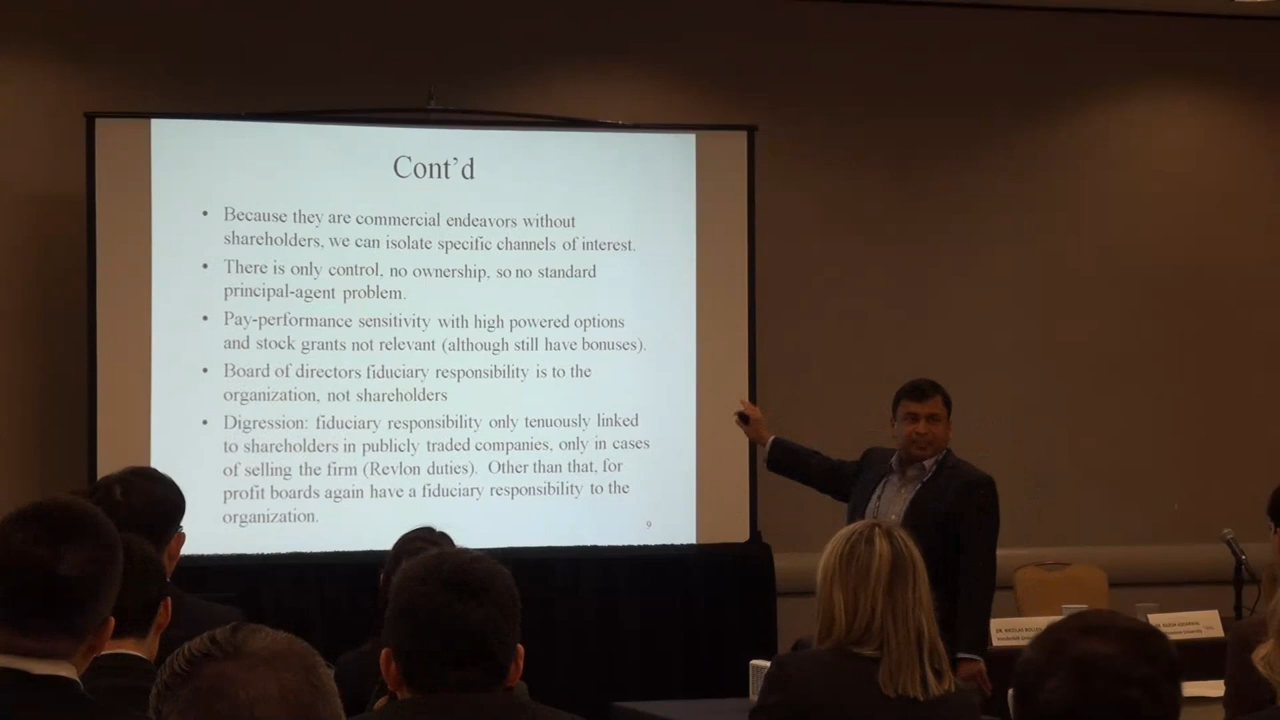 Cont’d
• Because they are commercial endeavors without
shareholders, we can isolate specific channels of interest.
• There is only control, no ownership, so no standard
principal-agent problem.
• Pay-performance sensitivity with high powered options
and stock grants not relevant (although still have bonuses).
• Board of directors fiduciary responsibility is to the
organization, not shareholders
• Digression: fiduciary responsibility only tenuously linked
to shareholders in publicly traded companies, only in cases
of selling the firm (Revlon duties). Other than that, for
profit boards again have a fiduciary responsibility to the
organization.
9
DR. NICOLAS